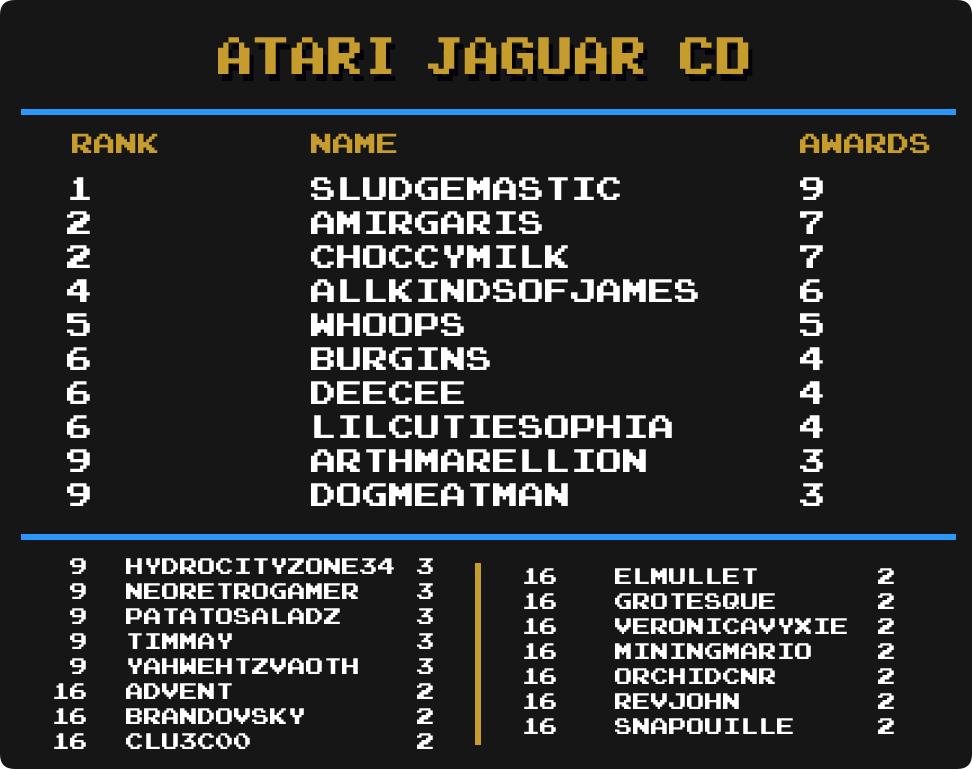 ATARI JAGUAR CD
RANK NAME AWARDS
1 SLUDGEMASTIC 9
2 AMIRGARIS 7
2 CHOCCYMILK 7
4 ALLKINDSOFJAMES 6
5 WHOOPS 5
6 BURGINS 4
6 DEECEE 4
6 LILCUTIESOPHIA 4
9 ARTHMARELLION 3
9 DOGMEATMAN 3
9 HYDROCITYZONE34 3
9 NEORETROGAMER 3
9 PATATOSALADZ 3
9 TIMMAY 3
9 YAHWEHTZVAOTH 3
16 ADVENT 2
16 BRANDOVSKY 2
16 CLU3COO 2
16 ELMULLET 2
16 GROTESQUE 2
16 VERONICAVYXIE 2
16 MININGMARIO 2
16 ORCHIDCNR 2
16 REVJOHN 2
16 SNAPOUILLE 2